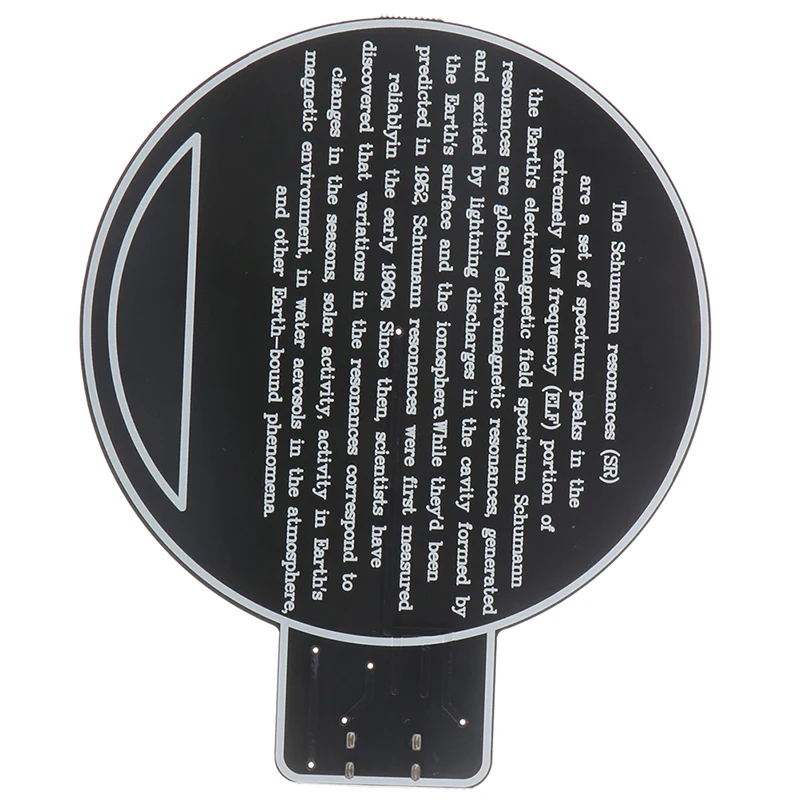 The Schumann resonances (SR)
are a set of spectrum peaks in the
extremely low frequency (ELF) portion of
the Earth's electromagnetic field spectrum. Schumann
resonances are global electromagnetic resonances, generated
and excited by lightning discharges in the cavity formed by
the Earth's surface and the ionosphere.While they'd been
predicted in 1952, Schumann resonances were first measured
reliablyin the early 1960s. Since then, scientists have
discovered that variations in the resonances correspond to
changes in the seasons, solar activity, activity in Earth's
magnetic environment, in water aerosols in the atmosphere,
and other Earth-bound phenomena.